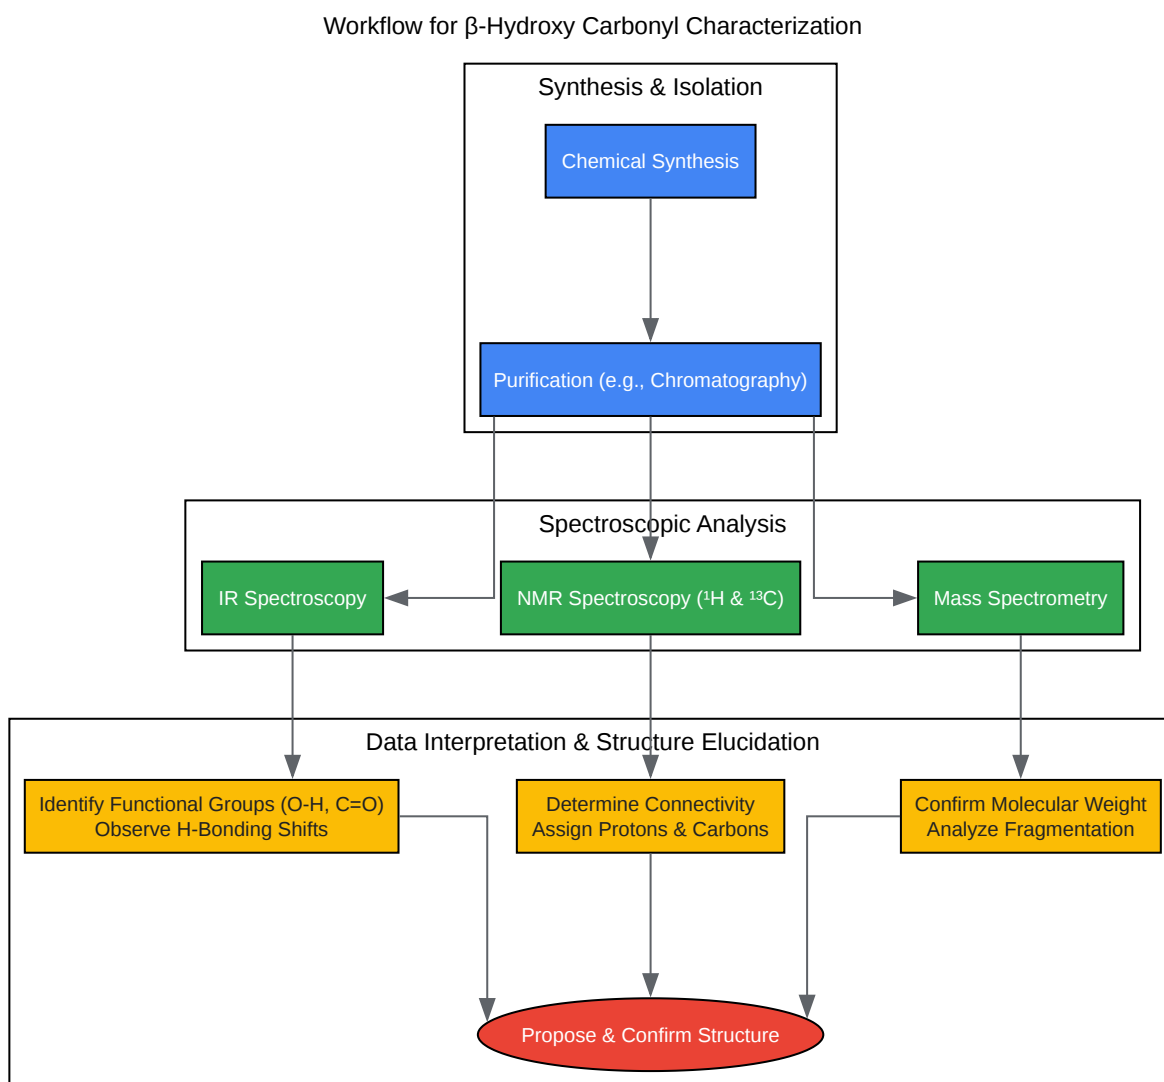 Workflow for β-Hydroxy Carbonyl Characterization
Synthesis & Isolation
Chemical Synthesis
Purification (e.g., Chromatography)
Spectroscopic Analysis
IR Spectroscopy
NMR Spectroscopy (¹H & ¹³C)
Mass Spectrometry
Data Interpretation & Structure Elucidation
Identify Functional Groups (O-H, C=O)
Observe H-Bonding Shifts
Determine Connectivity
Assign Protons & Carbons
Confirm Molecular Weight
Analyze Fragmentation
Propose & Confirm Structure